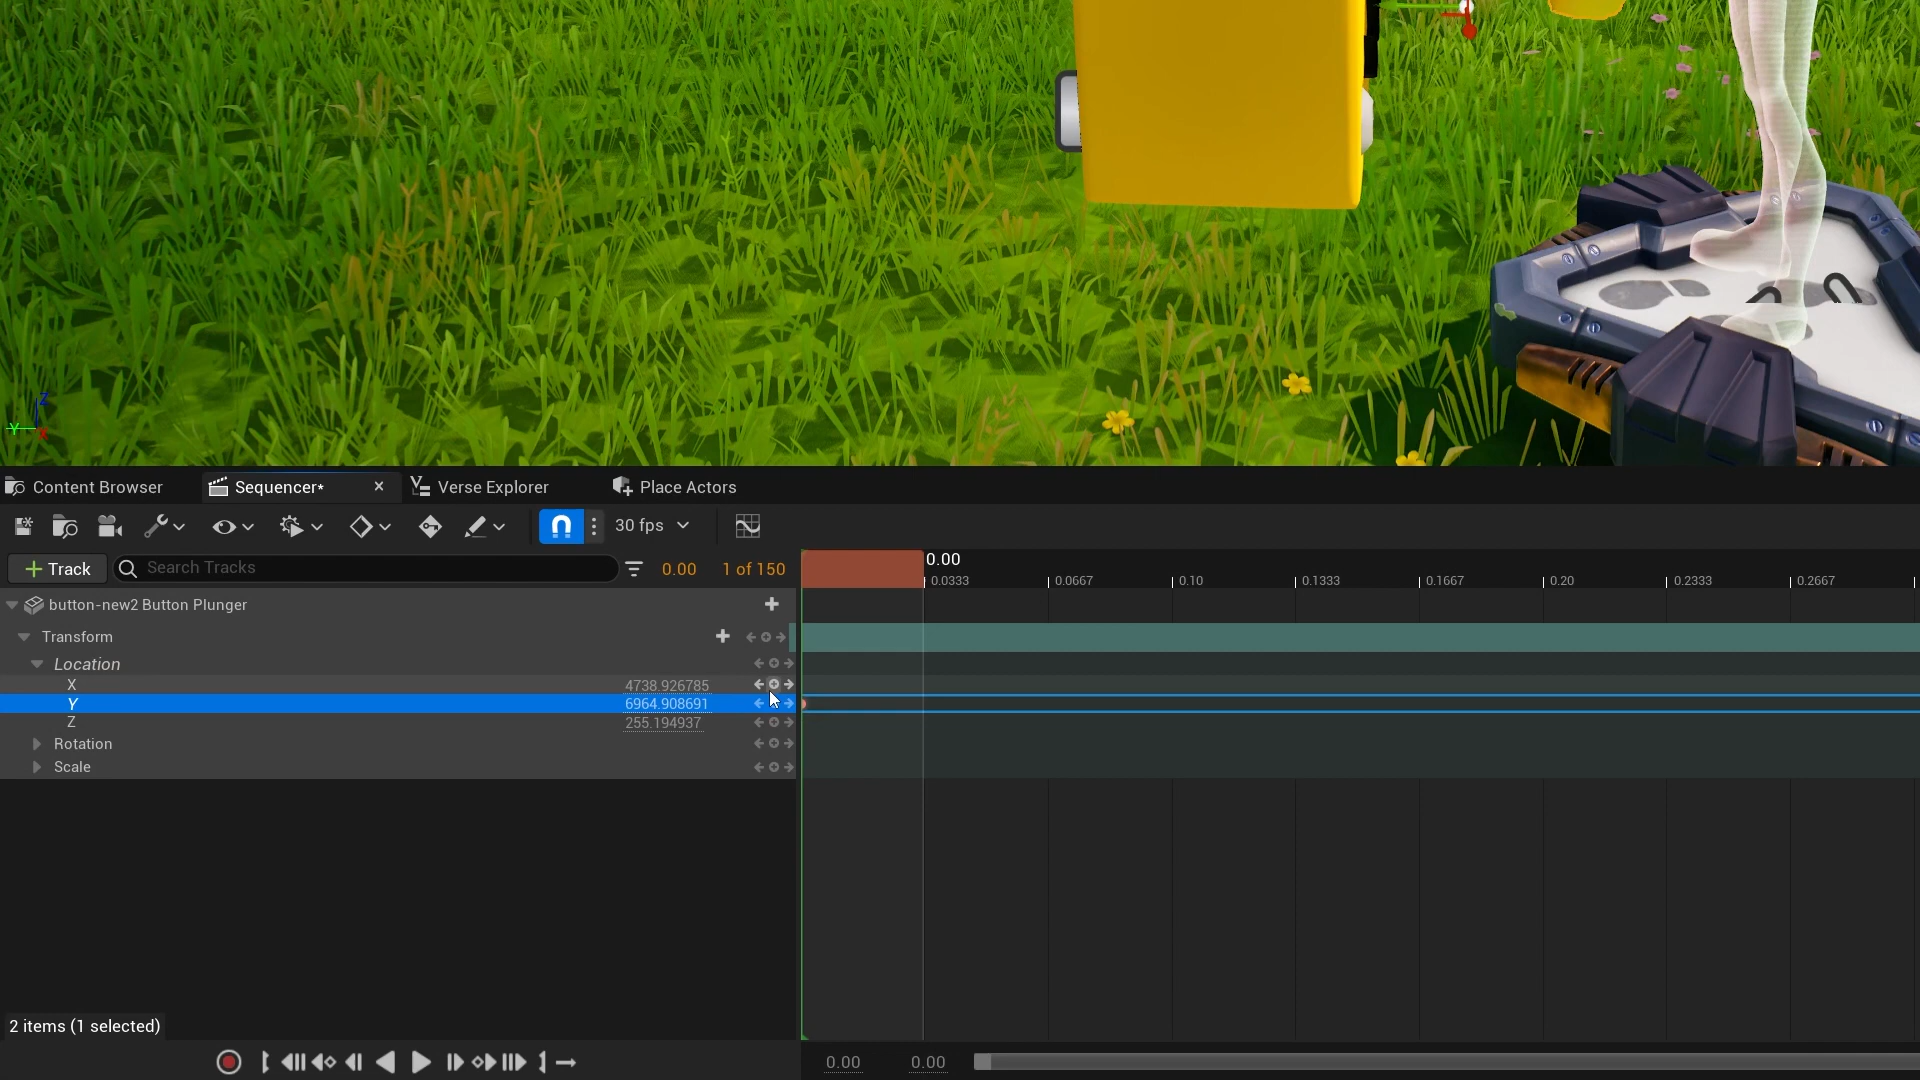 Z
Y
X
Content Browser
Sequencer*
Verse Explorer
Place Actors
30 fps
Track
Search Tracks
0.00
1 of 150
0.00
0.0333
0.0667
0.10
0.1333
0.1667
0.20
0.2333
0.2667
button-new2 Button Plunger
Transform
Location
X 4738.926785
Y 6964.908691
Z 255.194937
Rotation
Scale
2 items (1 selected)
0.00
0.00